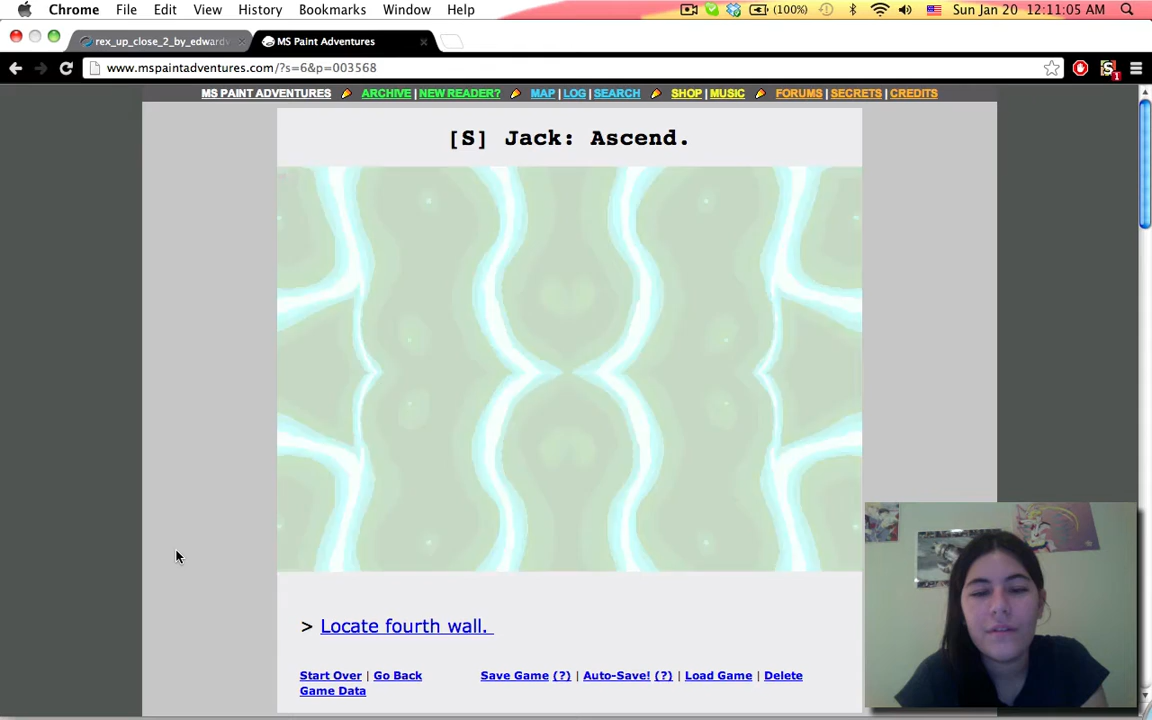 Chrome File Edit View History Bookmarks Window Help (100%) Sun Jan 20 12:11:05 AM
rex_up_close_2_by_edward MS Paint Adventures
www.mspaintadventures.com/?s=6&p=003568 1
MS PAINT ADVENTURES ARCHIVE | NEW READER? MAP | LOG | SEARCH SHOP | MUSIC FORUMS | SECRETS | CREDITS
[S] Jack: Ascend.
> Locate fourth wall.
Start Over | Go Back Save Game (?) | Auto-Save! (?) | Load Game | Delete
Game Data